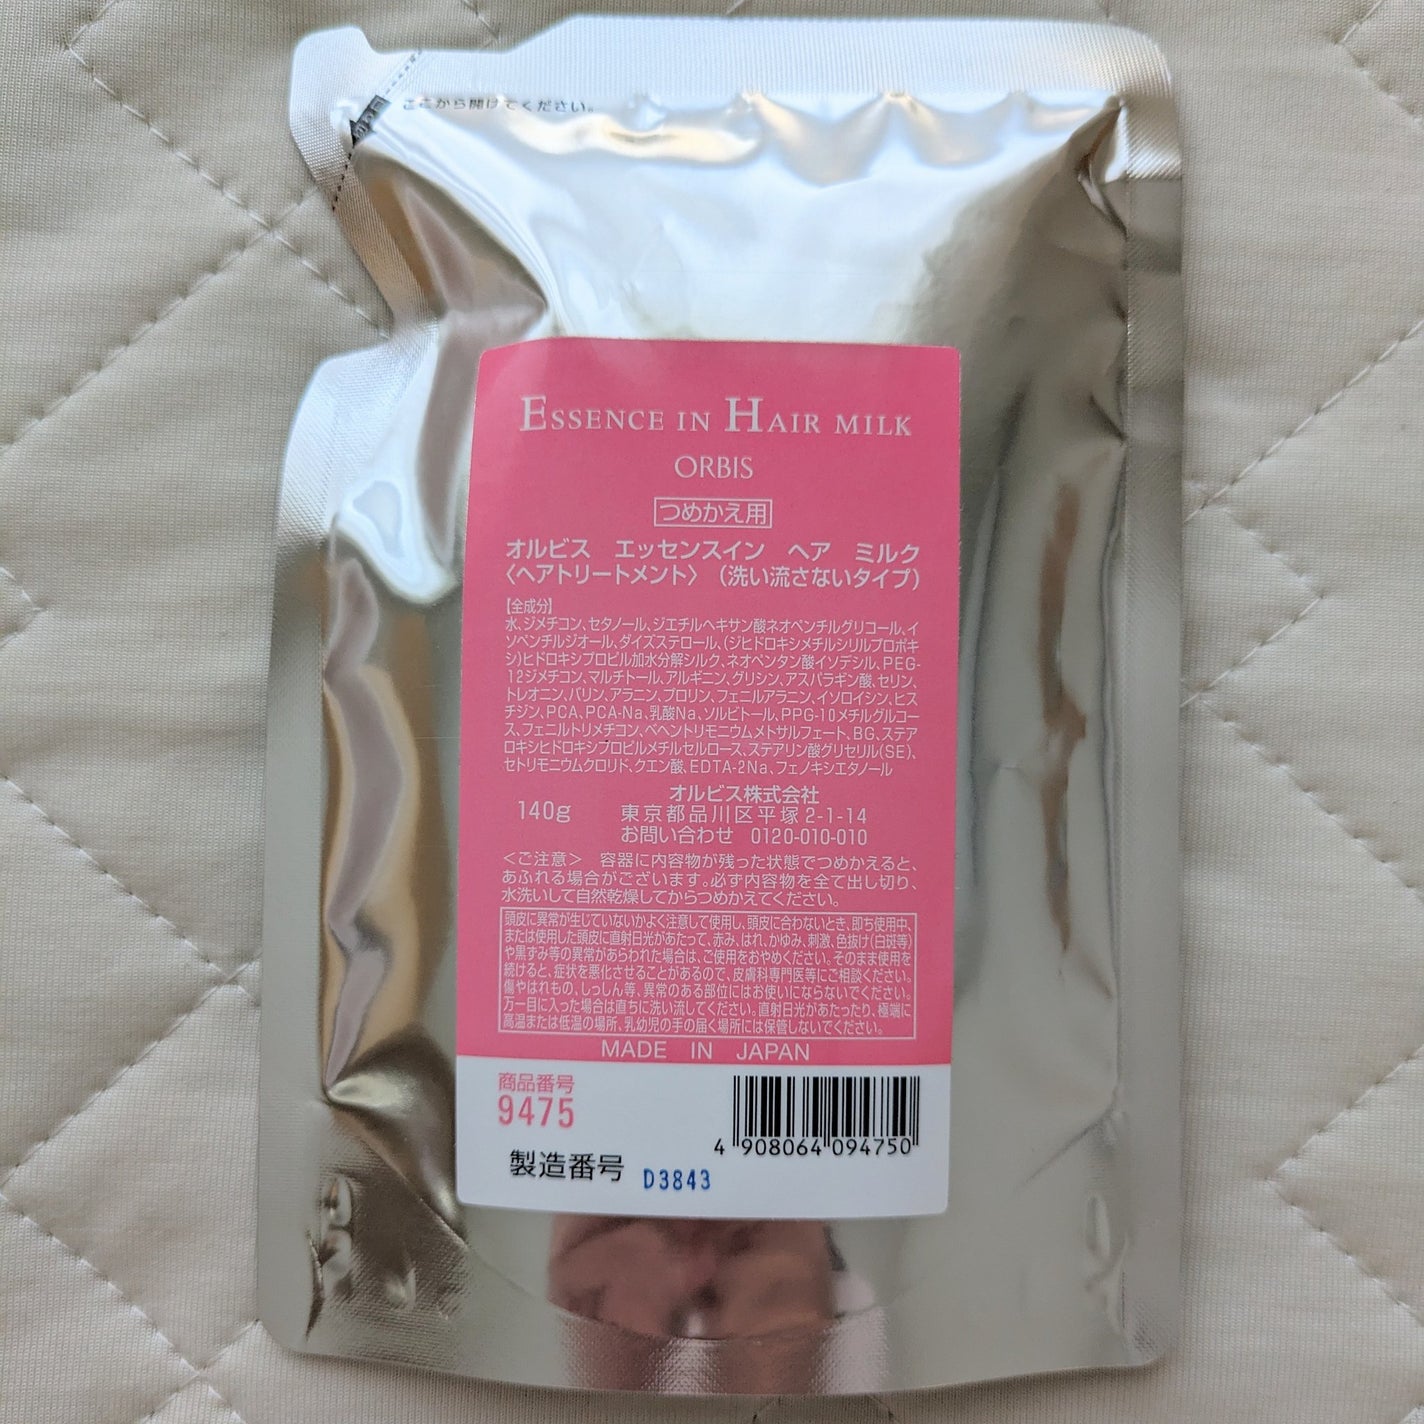 ここから開けてください。
ESSENCE IN HAIR MILK
ORBIS
つめかえ用
オルビス エッセンスイン ヘア ミルク
〈ヘアトリートメント〉（洗い流さないタイプ）
【全成分】
水、ジメチコン、セタノール、ジエチルヘキサン酸ネオペンチルグリコール、イ
ソペンチルジオール、ダイズステロール、(ジヒドロキシメチルシリルプロポキ
シ)ヒドロキシプロピル加水分解シルク、ネオペンタン酸イソデシル、PEG-
12ジメチコン、マルチトール、アルギニン、グリシン、アスパラギン酸、セリン、
トレオニン、バリン、アラニン、プロリン、フェニルアラニン、イソロイシン、ヒス
チジン、PCA、PCA-Na、乳酸Na、ソルビトール、PPG-10メチルグルコー
ス、フェニルトリメチコン、ベヘントリモニウムメトサルフェート、BG、ステア
ロキシヒドロキシプロピルメチルセルロース、ステアリン酸グリセリル(SE)、
セトリモニウムクロリド、クエン酸、EDTA-2Na、フェノキシエタノール
オルビス株式会社
140g 東京都品川区平塚2-1-14
お問い合わせ 0120-010-010
＜ご注意＞ 容器に内容物が残った状態でつめかえると、
あふれる場合がございます。必ず内容物を全て出し切り、
水洗いして自然乾燥してからつめかえてください。
頭皮に異常が生じていないかよく注意して使用し、頭皮に合わないとき、即ち使用中、
または使用した頭皮に直射日光があたって、赤み、はれ、かゆみ、刺激、色抜け(白斑等)
や黒ずみ等の異常があらわれた場合は、ご使用をおやめください。そのまま使用を
続けると、症状を悪化させることがあるので、皮膚科専門医等にご相談ください。
傷やはれもの、しっしん等、異常のある部位にはお使いにならないでください。
万一目に入った場合は直ちに洗い流してください。直射日光があたったり、極端に
高温または低温の場所、乳幼児の手の届く場所には保管しないでください。
MADE IN JAPAN
商品番号
9475
4 908064 094750
製造番号 D3843